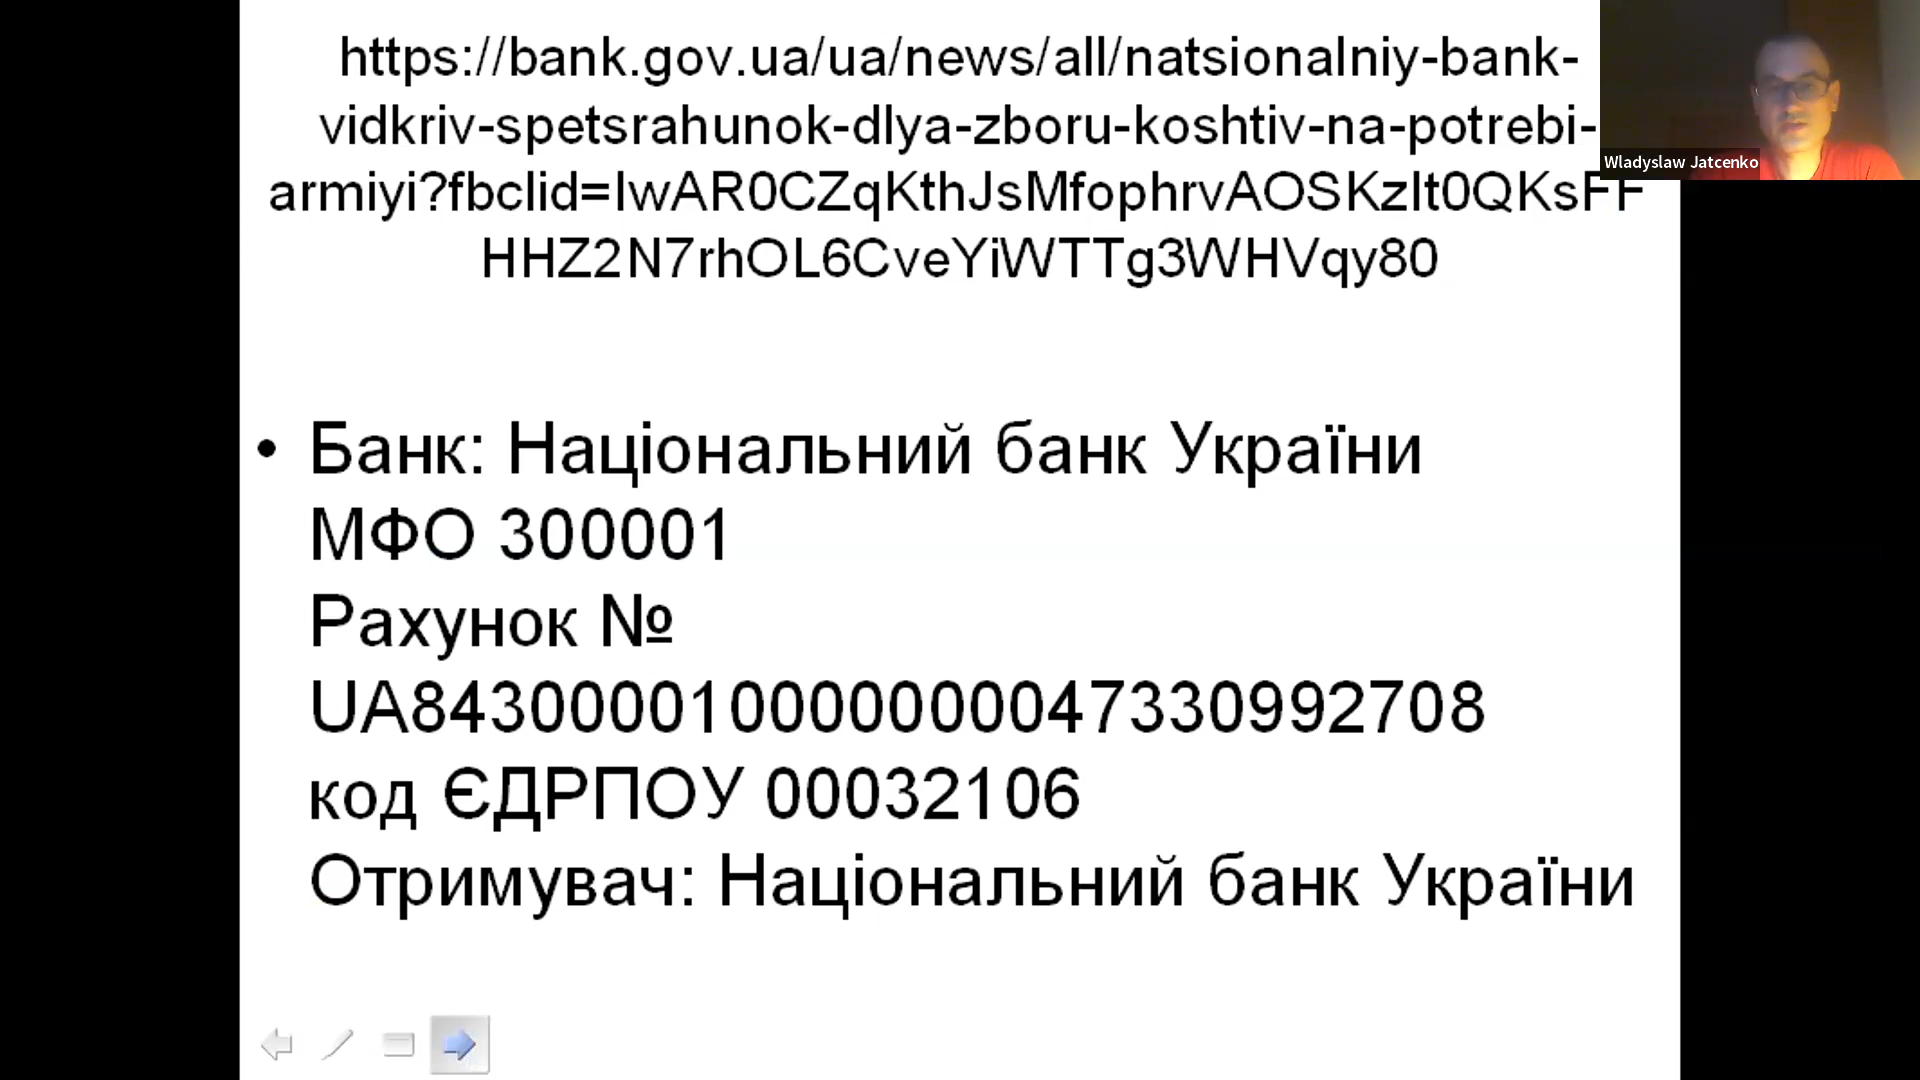 https://bank.gov.ua/ua/news/all/natsionalniy-bank-
vidkriv-spetsrahunok-dlya-zboru-koshtiv-na-potrebi-
armiyi?fbclid=IwAR0CZqKthJsMfophrvAOSKzIt0QKsFF
HHZ2N7rhOL6CveYiWTTg3WHVqy80
Wladyslaw Jatcenko
• Банк: Національний банк України
МФО 300001
Рахунок №
UA843000010000000047330992708
код ЄДРПОУ 00032106
Отримувач: Національний банк України